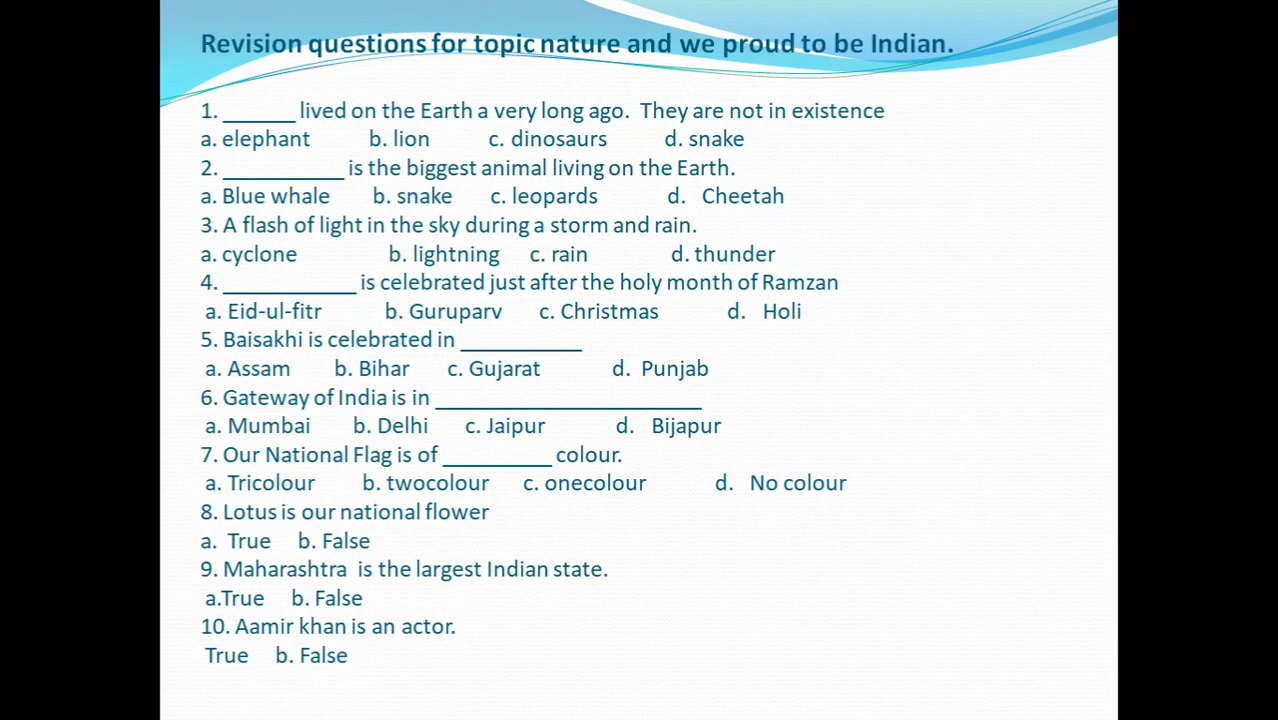 Revision questions for topic nature and we proud to be Indian.
1. ______ lived on the Earth a very long ago. They are not in existence
a. elephant b. lion c. dinosaurs d. snake
2. __________ is the biggest animal living on the Earth.
a. Blue whale b. snake c. leopards d. Cheetah
3. A flash of light in the sky during a storm and rain.
a. cyclone b. lightning c. rain d. thunder
4. ___________ is celebrated just after the holy month of Ramzan
a. Eid-ul-fitr b. Guruparv c. Christmas d. Holi
5. Baisakhi is celebrated in __________
a. Assam b. Bihar c. Gujarat d. Punjab
6. Gateway of India is in ______________________
a. Mumbai b. Delhi c. Jaipur d. Bijapur
7. Our National Flag is of _________ colour.
a. Tricolour b. twocolour c. onecolour d. No colour
8. Lotus is our national flower
a. True b. False
9. Maharashtra is the largest Indian state.
a.True b. False
10. Aamir khan is an actor.
True b. False